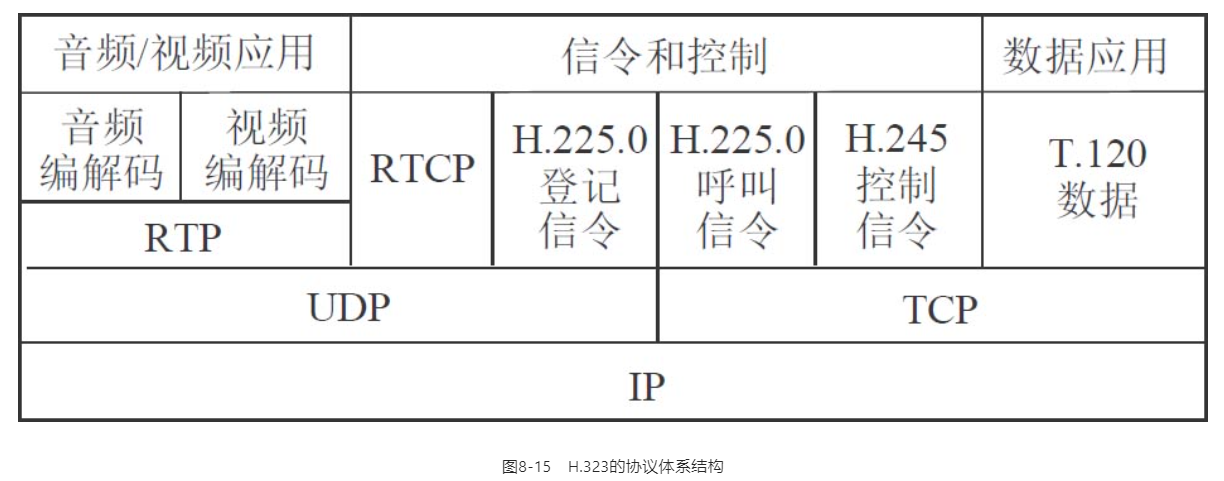 音频/视频应用
信令和控制
数据应用
音频
编解码
视频
编解码
RTP
RTCP
H.225.0
登记
信令
H.225.0
呼叫
信令
H.245
控制
信令
T.120
数据
UDP
TCP
IP
图8-15 H.323的协议体系结构